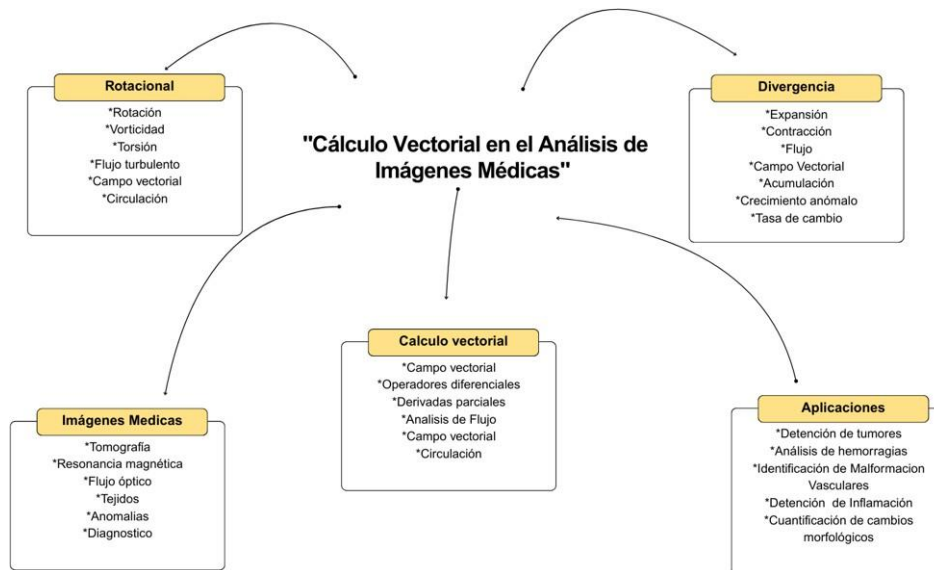 "Cálculo Vectorial en el Análisis de
Imágenes Médicas"
Rotacional
*Rotación
*Vorticidad
*Torsión
*Flujo turbulento
*Campo vectorial
*Circulación
Divergencia
*Expansión
*Contracción
*Flujo
*Campo Vectorial
*Acumulación
*Crecimiento anómalo
*Tasa de cambio
Imágenes Medicas
*Tomografía
*Resonancia magnética
*Flujo óptico
*Tejidos
*Anomalias
*Diagnostico
Calculo vectorial
*Campo vectorial
*Operadores diferenciales
*Derivadas parciales
*Analisis de Flujo
*Campo vectorial
*Circulación
Aplicaciones
*Detención de tumores
*Análisis de hemorragias
*Identificación de Malformacion
Vasculares
*Detención de Inflamación
*Cuantificación de cambios
morfológicos